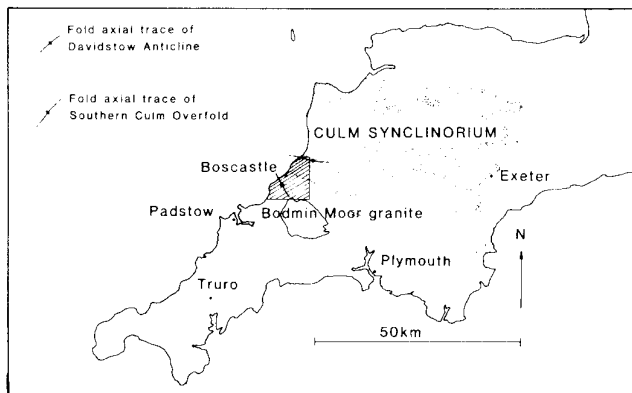 Fold axial trace of
Davidstow Anticline
Fold axial trace of
Southern Culm Overfold
CULM SYNCLINORIUM
Boscastle
Exeter
Padstow
Bodmin Moor granite
N
Plymouth
Truro
50km